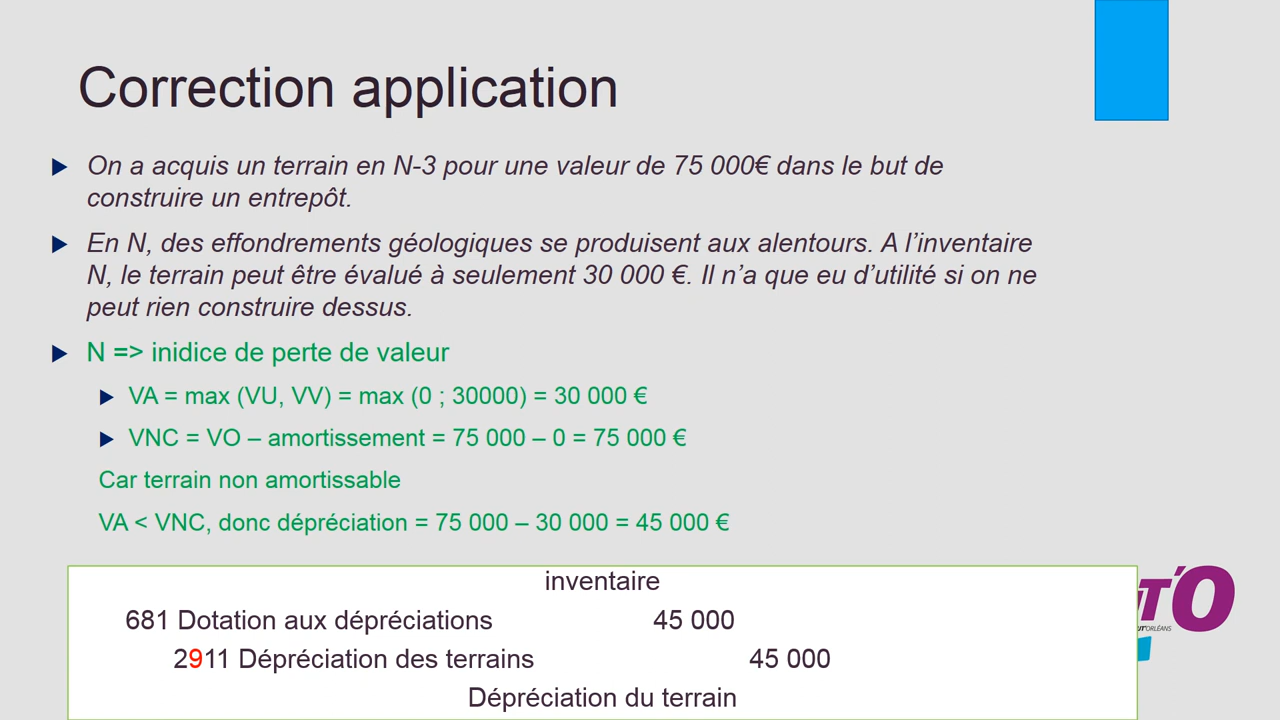 Correction application
On a acquis un terrain en N-3 pour une valeur de 75 000€ dans le but de
construire un entrepôt.
En N, des effondrements géologiques se produisent aux alentours. A l’inventaire
N, le terrain peut être évalué à seulement 30 000 €. Il n’a que eu d’utilité si on ne
peut rien construire dessus.
N => inidice de perte de valeur
VA = max (VU, VV) = max (0 ; 30000) = 30 000 €
VNC = VO – amortissement = 75 000 – 0 = 75 000 €
Car terrain non amortissable
VA < VNC, donc dépréciation = 75 000 – 30 000 = 45 000 €
inventaire
681 Dotation aux dépréciations 45 000
2911 Dépréciation des terrains 45 000
Dépréciation du terrain
T'O
ORLÉANS